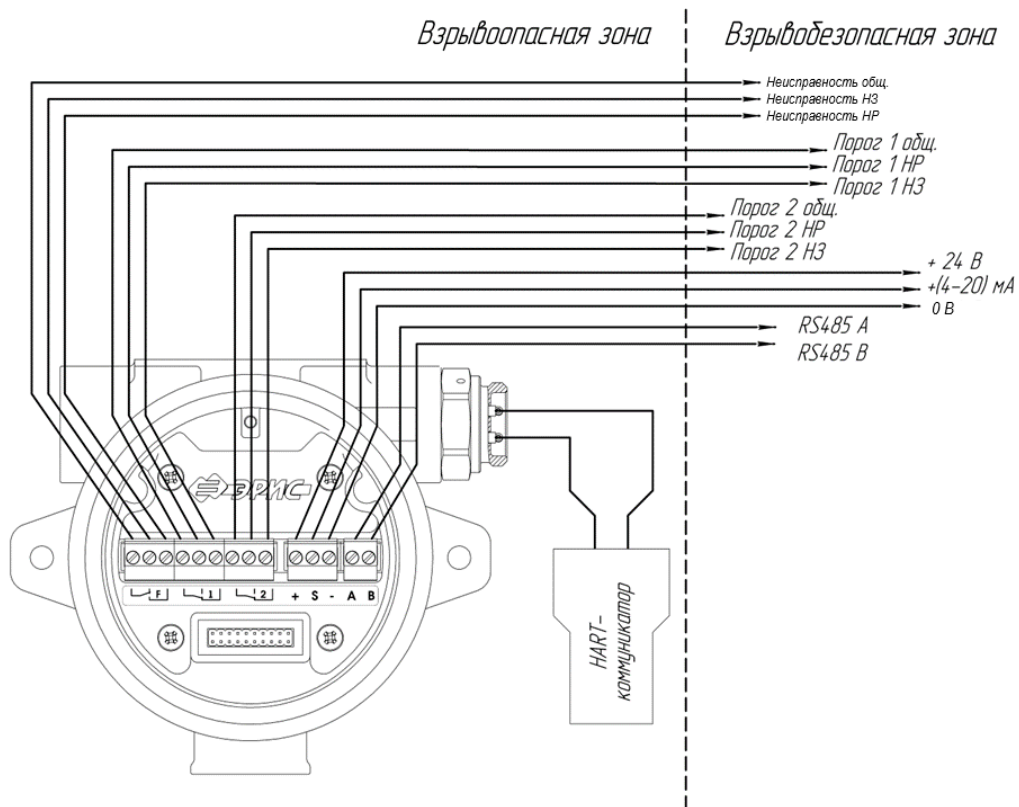 Взрывоопасная зона
Взрывобезопасная зона
Неисправность общ.
Неисправность НЗ
Неисправность НР
Порог 1 общ.
Порог 1 НР
Порог 1 НЗ
Порог 2 общ.
Порог 2 НР
Порог 2 НЗ
+ 24 В
+(4-20) мА
0 В
RS485 A
RS485 B
ЭРИС
F 1 2 + S - A B
HART-
коммуникатор